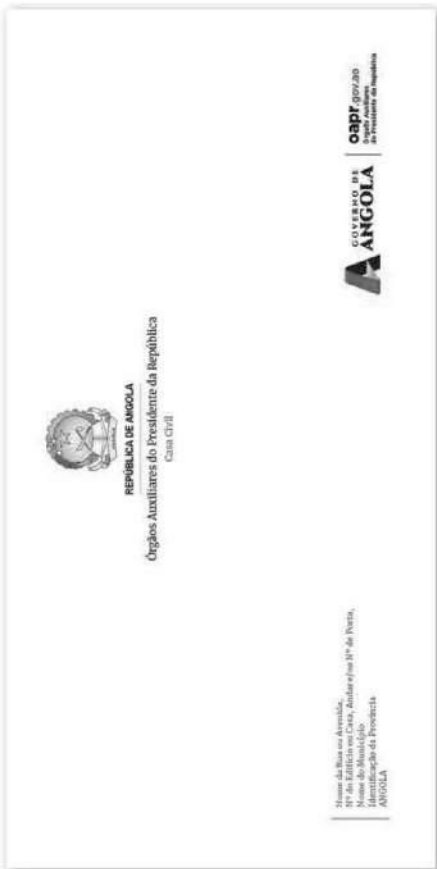 REPÚBLICA DE ANGOLA
Órgãos Auxiliares do Presidente da República
Casa Civil
Nome da Rua ou Avenida,
Nº do Edifício ou Casa, Andar e/ou Nº de Porta,
Nome do Município
Identificação da Província
ANGOLA
GOVERNO DE
ANGOLA
oapr.gov.ao
Órgãos Auxiliares
do Presidente da República